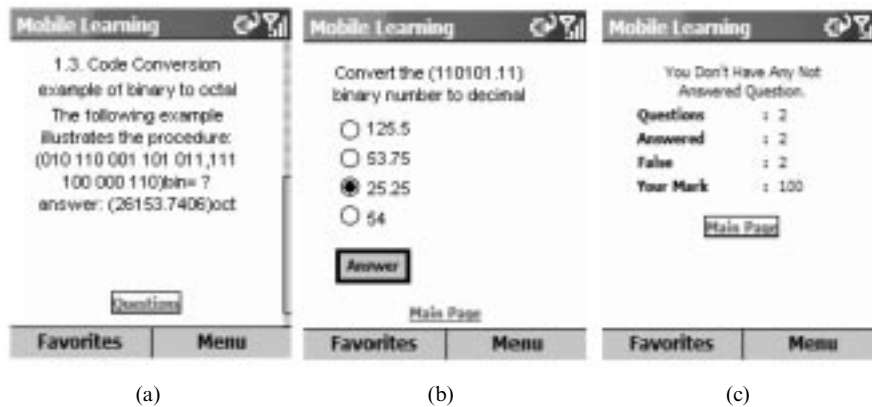 Mobile Learning
1.3. Code Conversion
example of binary to octal
The following example
illustrates the procedure:
(010 110 001 101 011,111
100 000 110)bin= ?
answer: (26153.7406)oct
Questions
Favorites Menu
(a)
Mobile Learning
Convert the (110101.11)
binary number to decimal
125.5
53.75
25.25
54
Answer
Main Page
Favorites Menu
(b)
Mobile Learning
You Don't Have Any Not
Answered Question.
Questions : 2
Answered : 2
False : 2
Your Mark : 100
Main Page
Favorites Menu
(c)